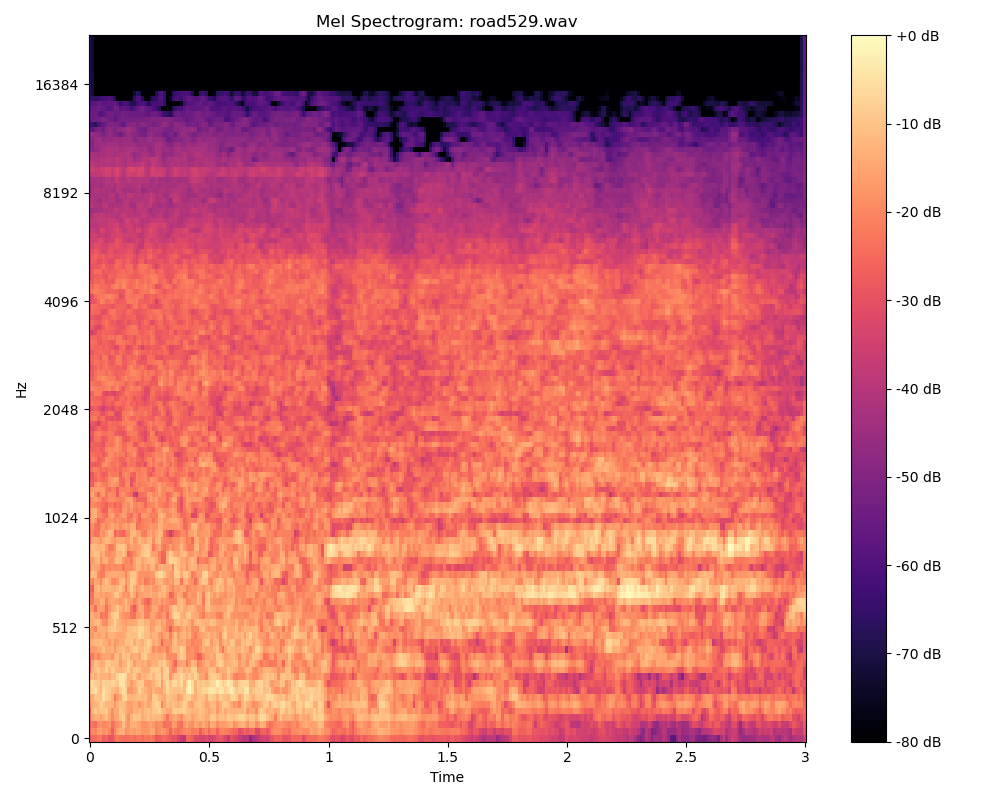 Mel Spectrogram: road529.wav
Hz
16384
8192
4096
2048
1024
512
0
0
0.5
1
1.5
2
2.5
3
Time
+0 dB
-10 dB
-20 dB
-30 dB
-40 dB
-50 dB
-60 dB
-70 dB
-80 dB